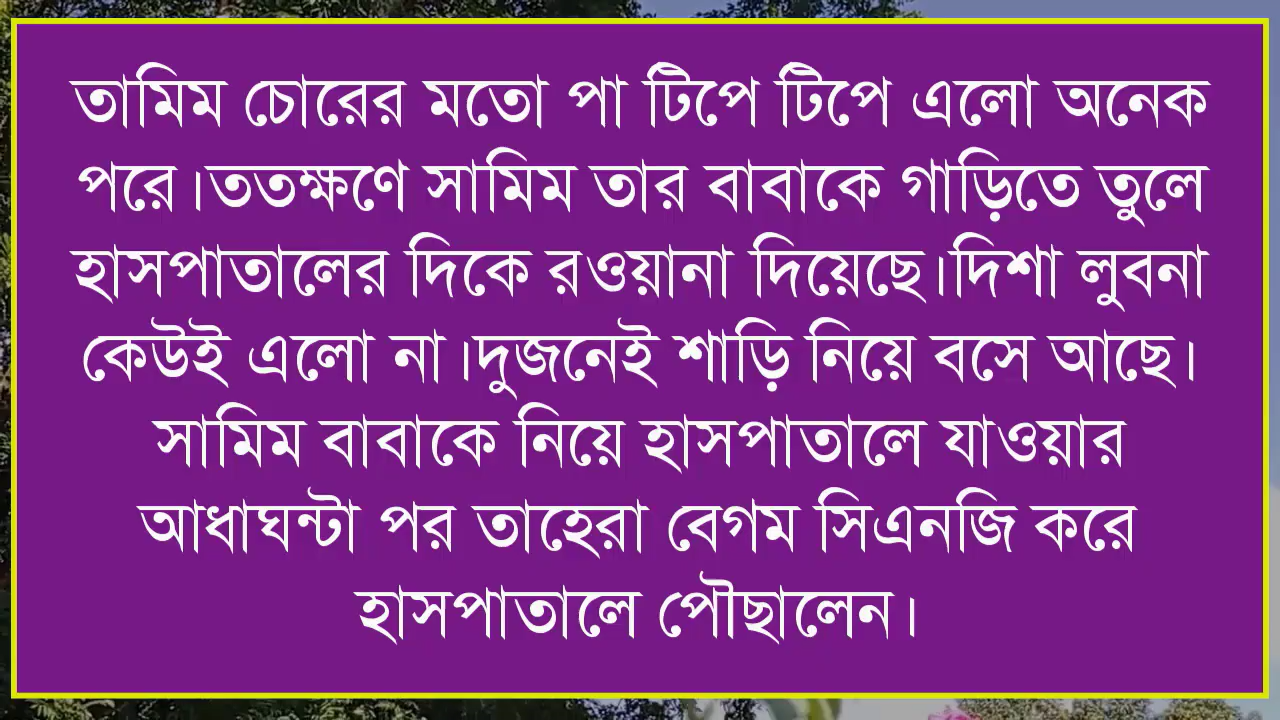 তামিম চোরের মতো পা টিপে টিপে এলো অনেক
পরে।ততক্ষণে সামিম তার বাবাকে গাড়িতে তুলে
হাসপাতালের দিকে রওয়ানা দিয়েছে।দিশা লুবনা
কেউই এলো না।দুজনেই শাড়ি নিয়ে বসে আছে।
সামিম বাবাকে নিয়ে হাসপাতালে যাওয়ার
আধাঘন্টা পর তাহেরা বেগম সিএনজি করে
হাসপাতালে পৌছালেন।